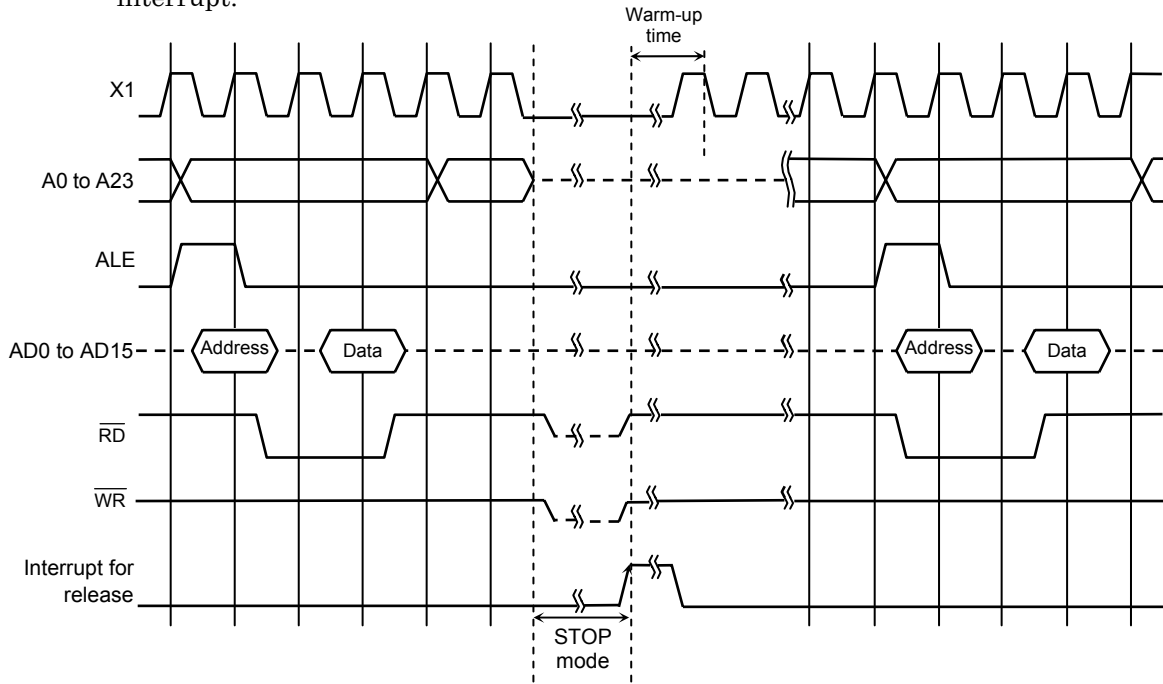 interrupt.
Warm-up
time
X1
A0 to A23
ALE
AD0 to AD15
Address
Data
Address
Data
RD
WR
Interrupt for
release
STOP
mode